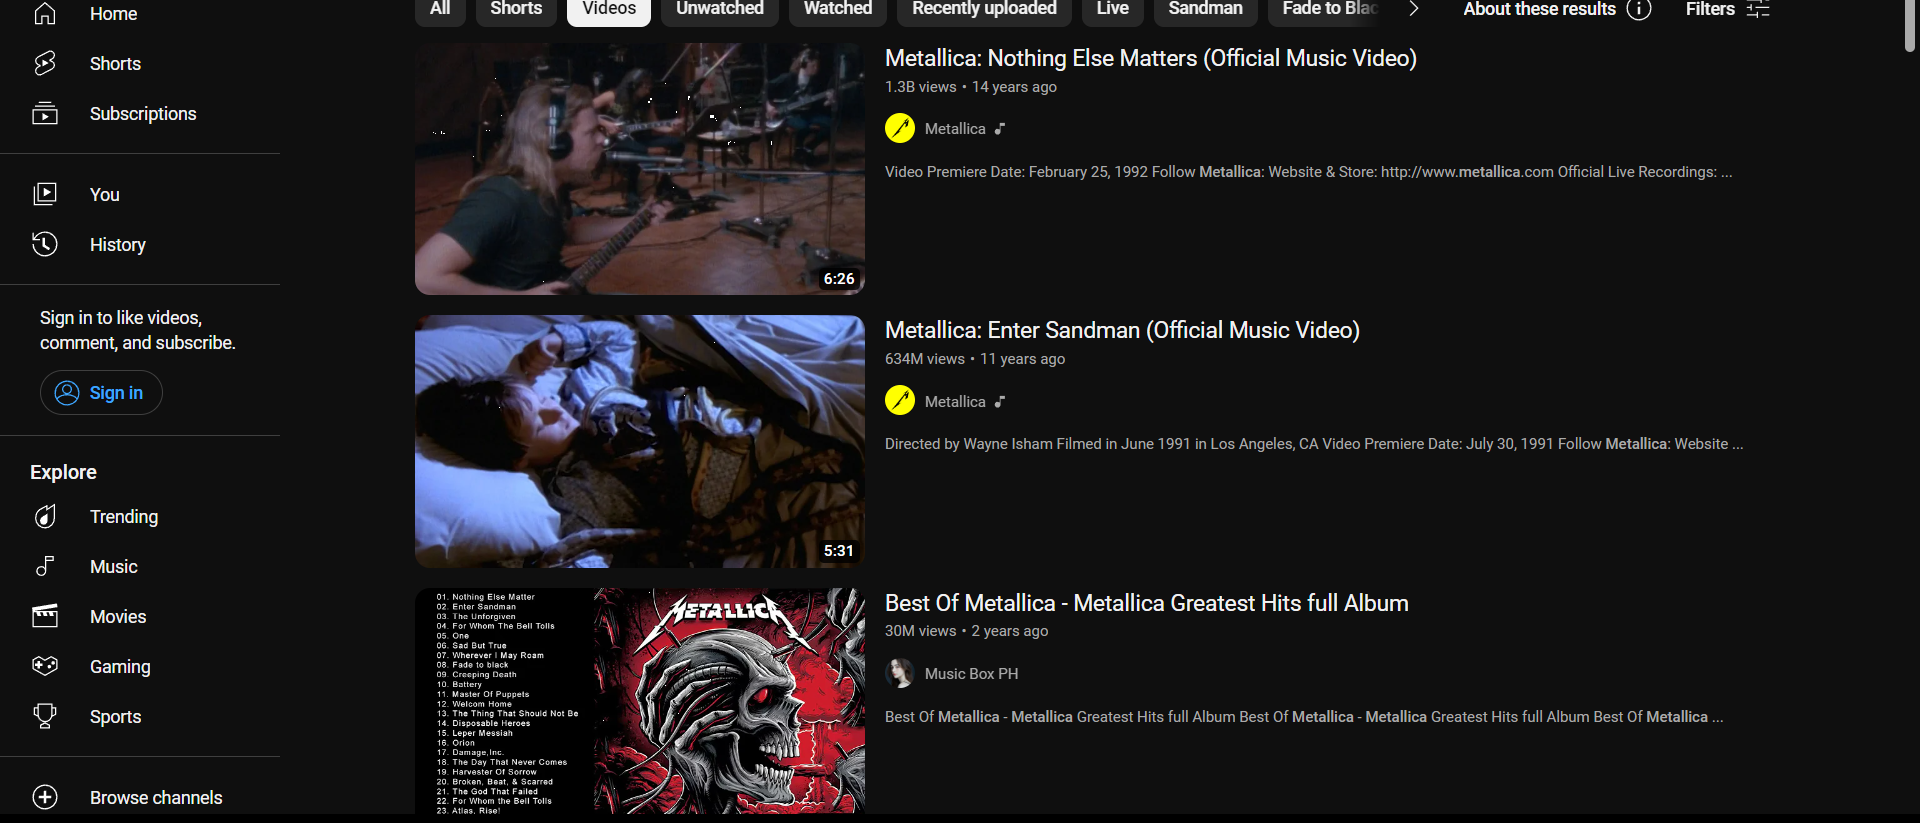 Home
Shorts
Subscriptions
You
History
Sign in to like videos,
comment, and subscribe.
Sign in
Explore
Trending
Music
Movies
Gaming
Sports
Browse channels
All
Shorts
Videos
Unwatched
Watched
Recently uploaded
Live
Sandman
Fade to Blac
About these results
Filters
6:26
Metallica: Nothing Else Matters (Official Music Video)
1.3B views • 14 years ago
Metallica
Video Premiere Date: February 25, 1992 Follow Metallica: Website & Store: http://www.metallica.com Official Live Recordings: ...
5:31
Metallica: Enter Sandman (Official Music Video)
634M views • 11 years ago
Metallica
Directed by Wayne Isham Filmed in June 1991 in Los Angeles, CA Video Premiere Date: July 30, 1991 Follow Metallica: Website ...
01. Nothing Else Matter
02. Enter Sandman
03. The Unforgiven
04. For Whom The Bell Tolls
05. One
06. Sad But True
07. Wherever I May Roam
08. Fade to black
09. Creeping Death
10. Battery
11. Master Of Puppets
12. Welcom Home
13. The Thing That Should Not Be
14. Disposable Heroes
15. Leper Messiah
16. Orion
17. Damage,Inc.
18. The Day That Never Comes
19. Harvester Of Sorrow
20. Broken, Beat, & Scarred
21. The God That Failed
22. For Whom the Bell Tolls
23. Atlas, Rise!
METALLICA
Best Of Metallica - Metallica Greatest Hits full Album
30M views • 2 years ago
Music Box PH
Best Of Metallica - Metallica Greatest Hits full Album Best Of Metallica - Metallica Greatest Hits full Album Best Of Metallica ...